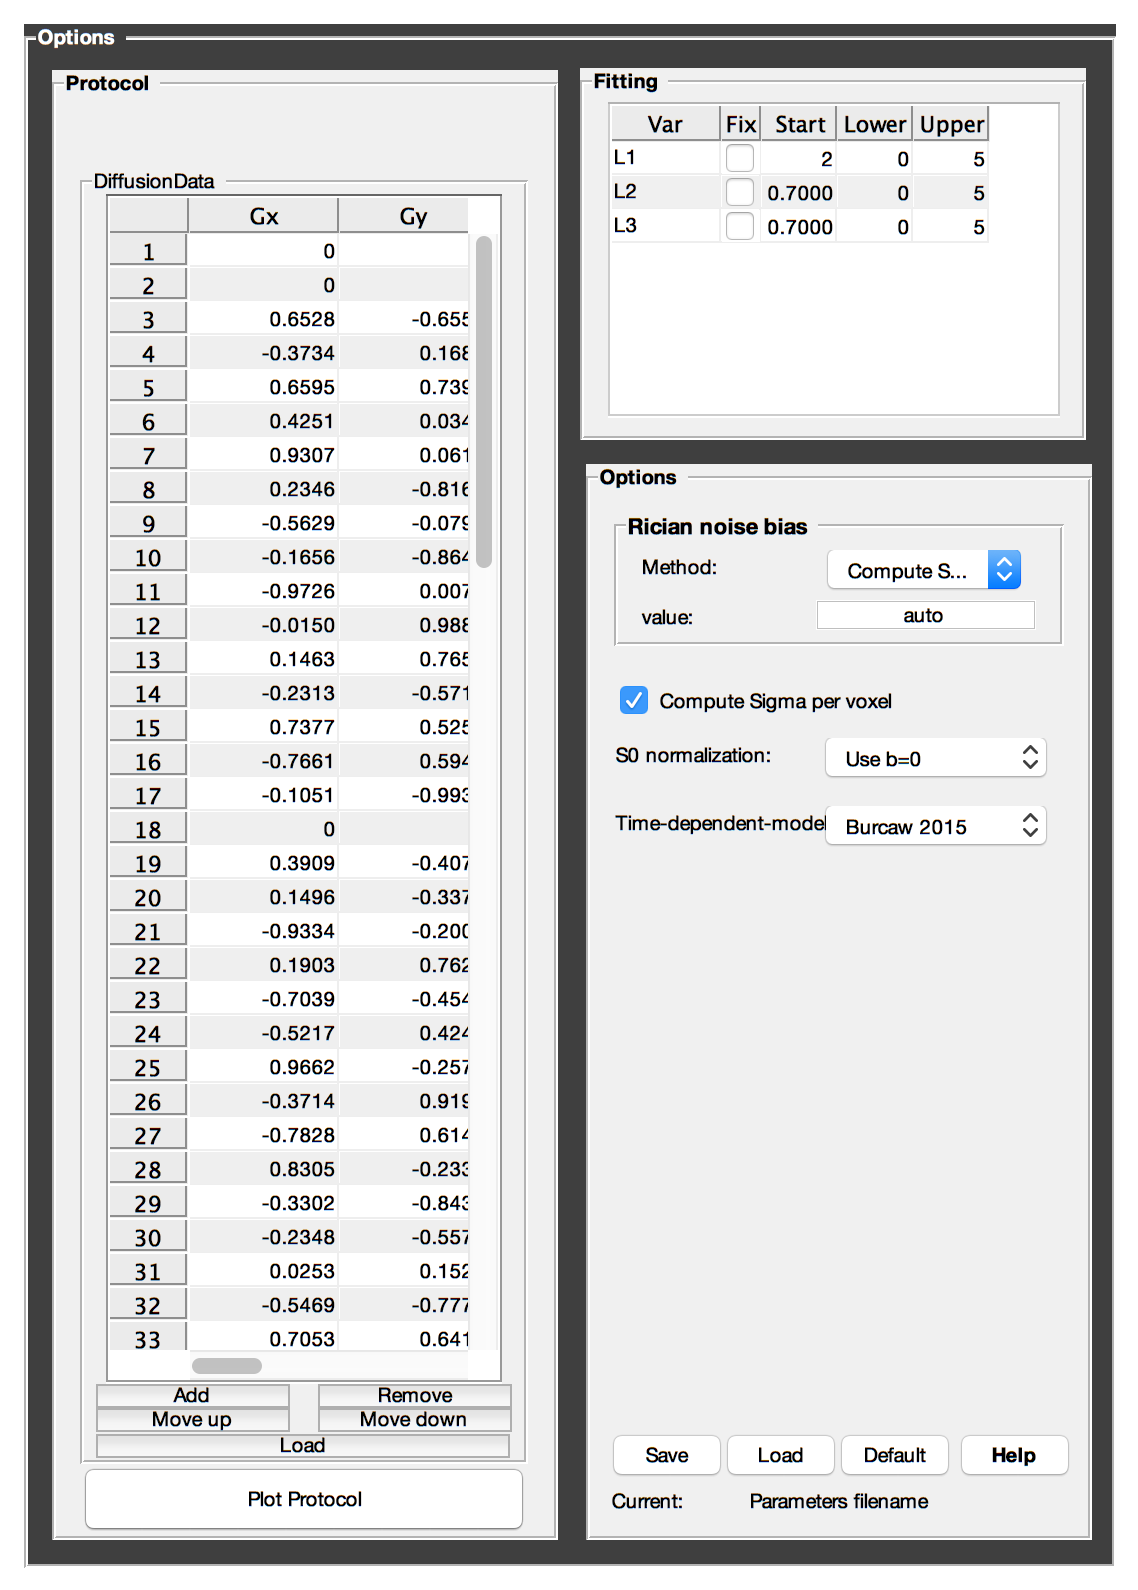 Options
Protocol
DiffusionData
Gx Gy
1 0
2 0
3 0.6528 -0.655
4 -0.3734 0.168
5 0.6595 0.739
6 0.4251 0.034
7 0.9307 0.061
8 0.2346 -0.816
9 -0.5629 -0.079
10 -0.1656 -0.864
11 -0.9726 0.007
12 -0.0150 0.988
13 0.1463 0.765
14 -0.2313 -0.571
15 0.7377 0.525
16 -0.7661 0.594
17 -0.1051 -0.993
18 0
19 0.3909 -0.407
20 0.1496 -0.337
21 -0.9334 -0.200
22 0.1903 0.762
23 -0.7039 -0.454
24 -0.5217 0.424
25 0.9662 -0.257
26 -0.3714 0.919
27 -0.7828 0.614
28 0.8305 -0.233
29 -0.3302 -0.843
30 -0.2348 -0.557
31 0.0253 0.152
32 -0.5469 -0.777
33 0.7053 0.641
Add Remove
Move up Move down
Load
Plot Protocol
Fitting
Var Fix Start Lower Upper
L1 2 0 5
L2 0.7000 0 5
L3 0.7000 0 5
Options
Rician noise bias
Method: Compute S...
value: auto
Compute Sigma per voxel
S0 normalization: Use b=0
Time-dependent-model Burcaw 2015
Save Load Default Help
Current: Parameters filename